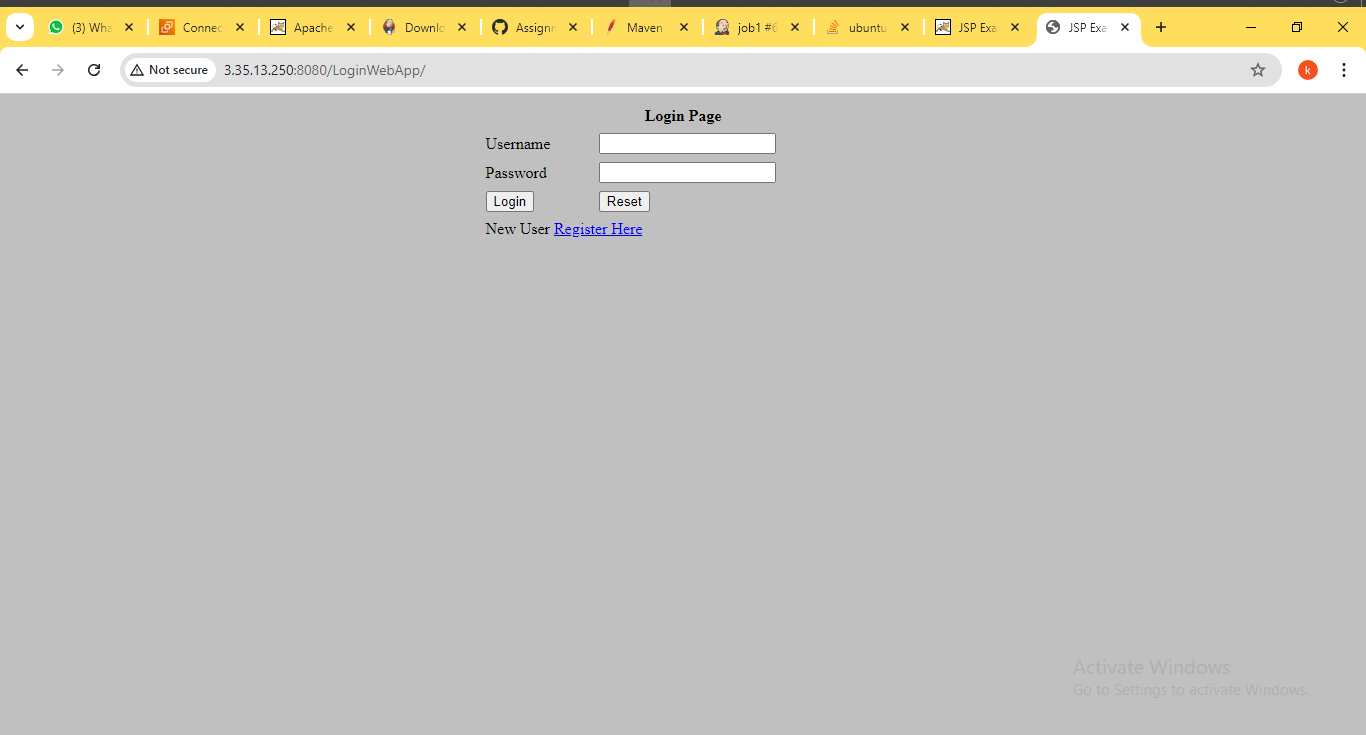 (3) Wha
Connec
Apache
Downlo
Assignn
Maven
job1 #6
ubuntu
JSP Exa
JSP Exa
Not secure
3.35.13.250:8080/LoginWebApp/
k
Login Page
Username
Password
Login Reset
New User Register Here
Activate Windows
Go to Settings to activate Windows.